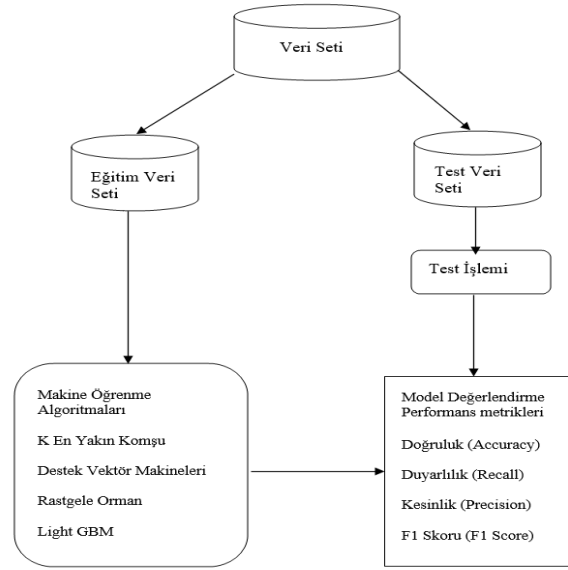 Veri Seti
Eğitim Veri
Seti
Test Veri
Seti
Test İşlemi
Makine Öğrenme
Algoritmaları
K En Yakın Komşu
Destek Vektör Makineleri
Rastgele Orman
Light GBM
Model Değerlendirme
Performans metrikleri
Doğruluk (Accuracy)
Duyarlılık (Recall)
Kesinlik (Precision)
F1 Skoru (F1 Score)